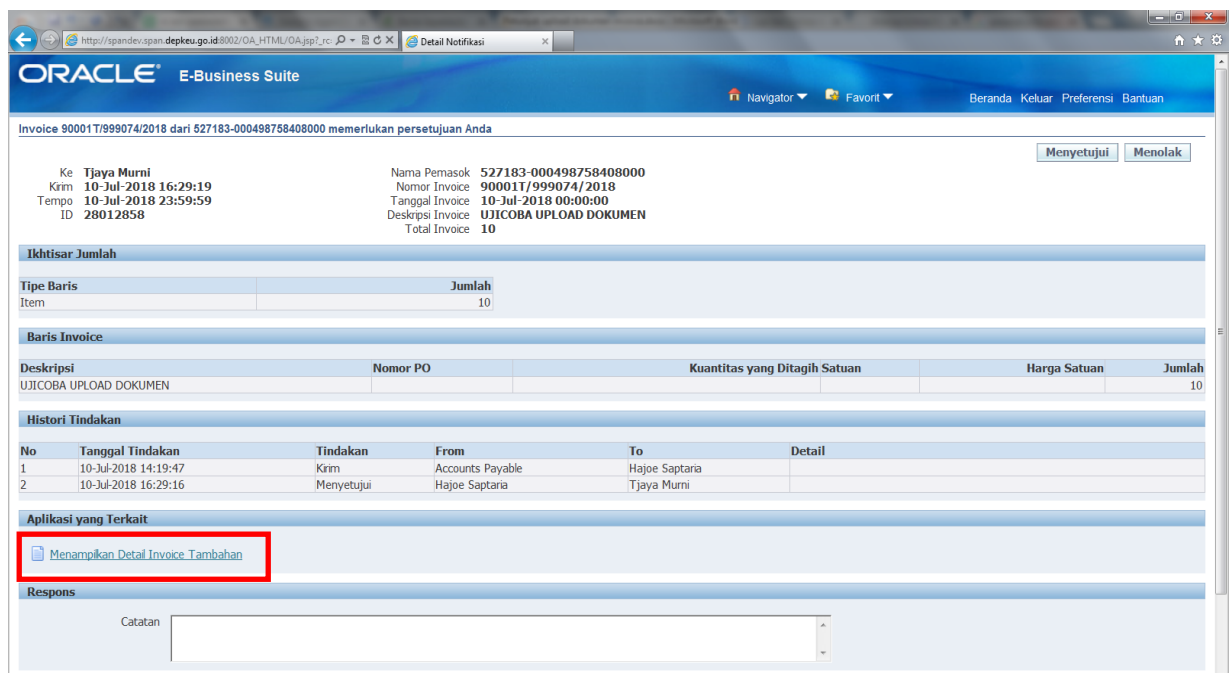 http://spandev.span.depkeu.go.id:8002/OA_HTML/OA.jsp?_rc: Detail Notifikasi
ORACLE E-Business Suite
Navigator Favorit Beranda Keluar Preferensi Bantuan
Invoice 90001T/999074/2018 dari 527183-000498758408000 memerlukan persetujuan Anda
Menyetujui Menolak
Ke Tjaya Murni Nama Pemasok 527183-000498758408000
Kirim 10-Jul-2018 16:29:19 Nomor Invoice 90001T/999074/2018
Tempo 10-Jul-2018 23:59:59 Tanggal Invoice 10-Jul-2018 00:00:00
ID 28012858 Deskripsi Invoice UJICOBA UPLOAD DOKUMEN
Total Invoice 10
Ikhtisar Jumlah
Tipe Baris Jumlah
Item 10
Baris Invoice
Deskripsi Nomor PO Kuantitas yang Ditagih Satuan Harga Satuan Jumlah
UJICOBA UPLOAD DOKUMEN 10
Histori Tindakan
No Tanggal Tindakan Tindakan From To Detail
1 10-Jul-2018 14:19:47 Kirim Accounts Payable Hajoe Saptaria
2 10-Jul-2018 16:29:16 Menyetujui Hajoe Saptaria Tjaya Murni
Aplikasi yang Terkait
Menampilkan Detail Invoice Tambahan
Respons
Catatan